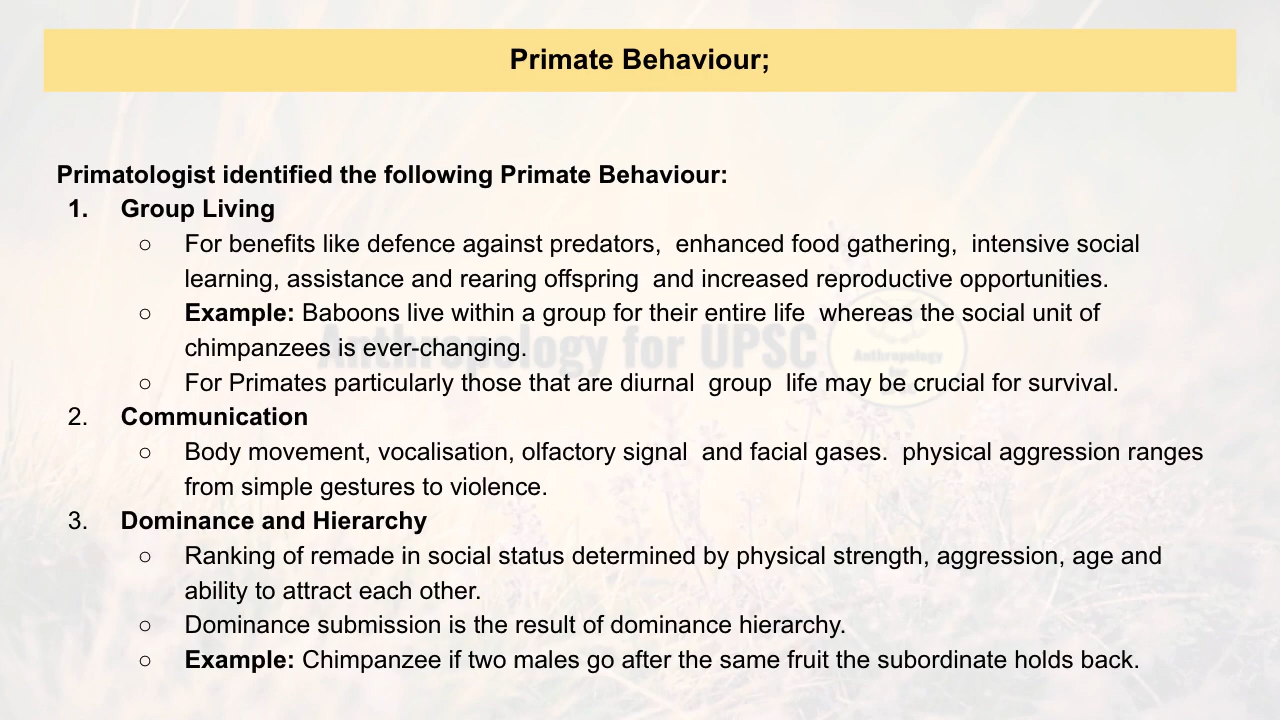 Primate Behaviour;
Primatologist identified the following Primate Behaviour:
1. Group Living
○ For benefits like defence against predators,  enhanced food gathering,  intensive social
learning, assistance and rearing offspring  and increased reproductive opportunities.
○ Example: Baboons live within a group for their entire life  whereas the social unit of
chimpanzees is ever-changing.
Anthropology for UPSC
Anthropology
for
○ For Primates particularly those that are diurnal  group  life may be crucial for survival.
2. Communication
○ Body movement, vocalisation, olfactory signal  and facial gases.  physical aggression ranges
from simple gestures to violence.
3. Dominance and Hierarchy
○ Ranking of remade in social status determined by physical strength, aggression, age and
ability to attract each other.
○ Dominance submission is the result of dominance hierarchy.
○ Example: Chimpanzee if two males go after the same fruit the subordinate holds back.